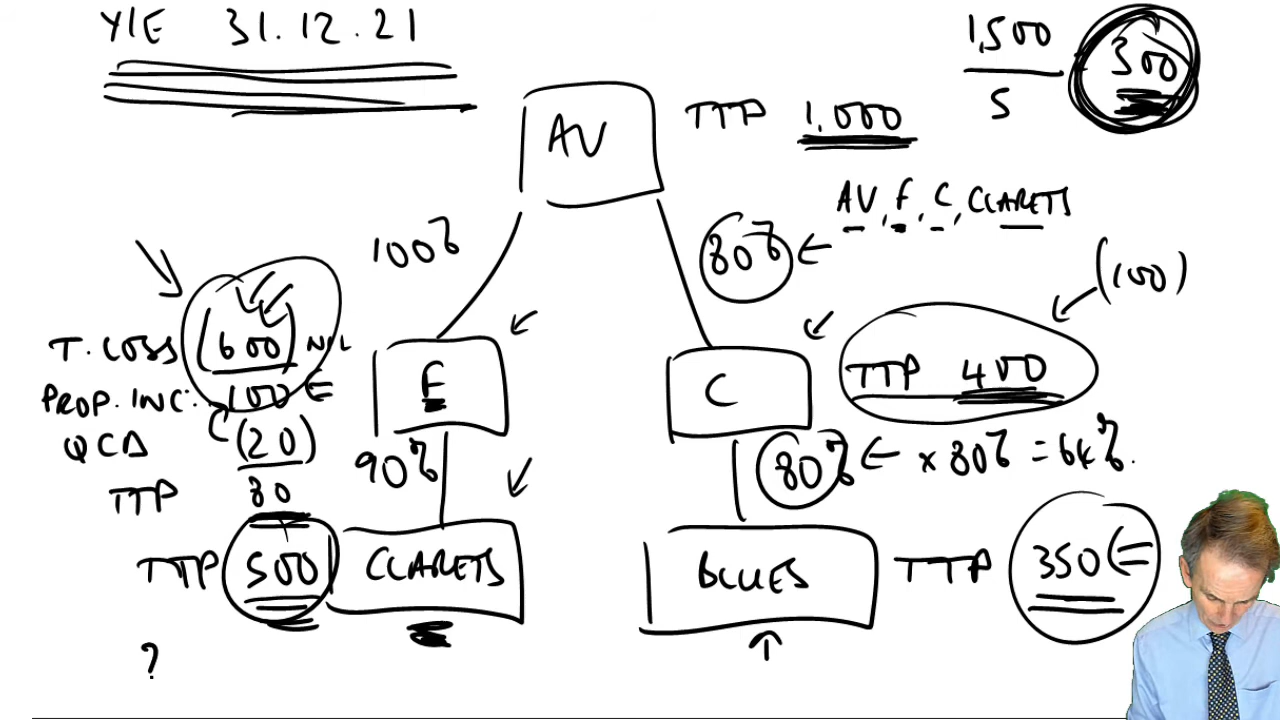 Y/E 31.12.21
1,500
5
300
AV
TTP 1,000
AV, F, C, CLARETS
100%
80% ←
(100)
T. LOSS (600) NIL
F
C
TTP 400
PROP. INC. 100 ←
QCD (20)
90%
80% ← × 80% = 64%.
TTP 80
TTP 500
CLARETS
BLUES
TTP 350 ←
?